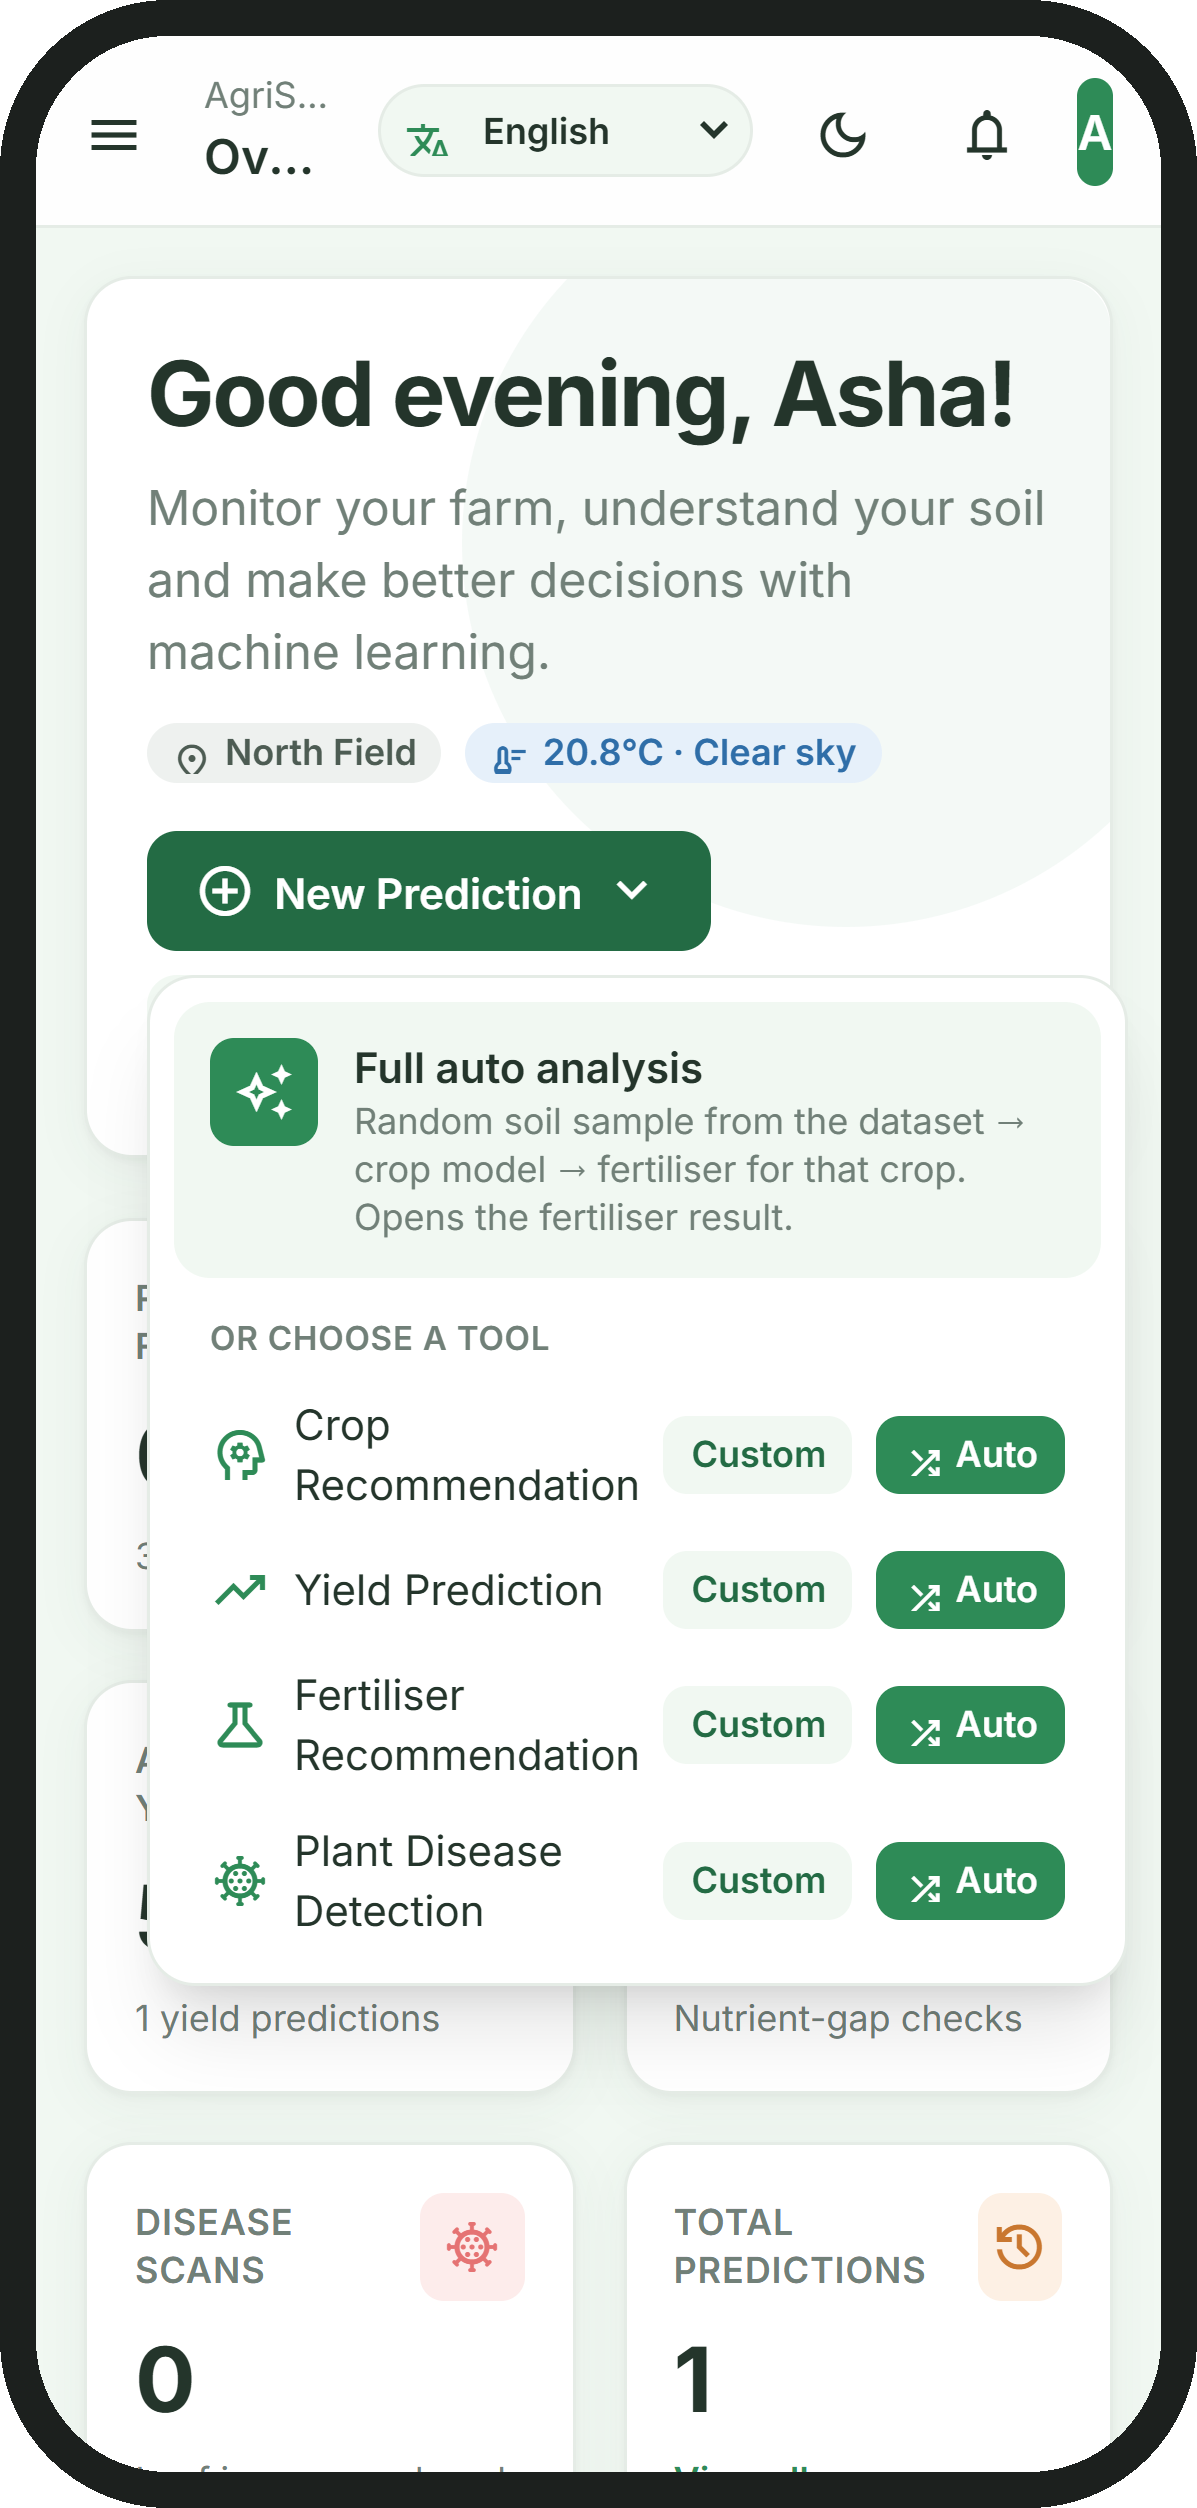 AgriS...
Ov...
English
A
Good evening, Asha!
Monitor your farm, understand your soil
and make better decisions with
machine learning.
North Field
20.8°C · Clear sky
New Prediction
Full auto analysis
Random soil sample from the dataset →
crop model → fertiliser for that crop.
Opens the fertiliser result.
OR CHOOSE A TOOL
Crop
Recommendation
Custom
Auto
Yield Prediction
Custom
Auto
Fertiliser
Recommendation
Custom
Auto
Plant Disease
Detection
Custom
Auto
1 yield predictions
Nutrient-gap checks
DISEASE
SCANS
TOTAL
PREDICTIONS
0
1